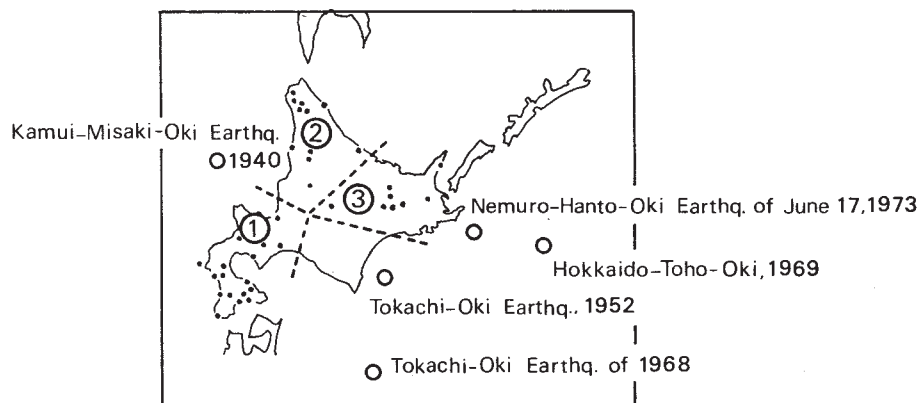 Kamui-Misaki-Oki Earthq.
1940
②
③
①
Nemuro-Hanto-Oki Earthq. of June 17,1973
Hokkaido-Toho-Oki, 1969
Tokachi-Oki Earthq., 1952
Tokachi-Oki Earthq. of 1968